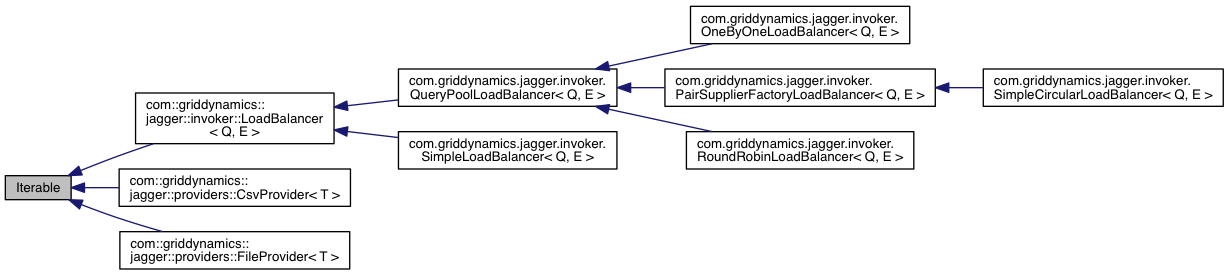 com.griddynamics.jagger.invoker.
OneByOneLoadBalancer< Q, E >
com.griddynamics.jagger.invoker.
QueryPoolLoadBalancer< Q, E >
com.griddynamics.jagger.invoker.
PairSupplierFactoryLoadBalancer< Q, E >
com.griddynamics.jagger.invoker.
SimpleCircularLoadBalancer< Q, E >
com::griddynamics::
jagger::invoker::LoadBalancer
< Q, E >
com.griddynamics.jagger.invoker.
SimpleLoadBalancer< Q, E >
com.griddynamics.jagger.invoker.
RoundRobinLoadBalancer< Q, E >
Iterable
com::griddynamics::
jagger::providers::CsvProvider< T >
com::griddynamics::
jagger::providers::FileProvider< T >